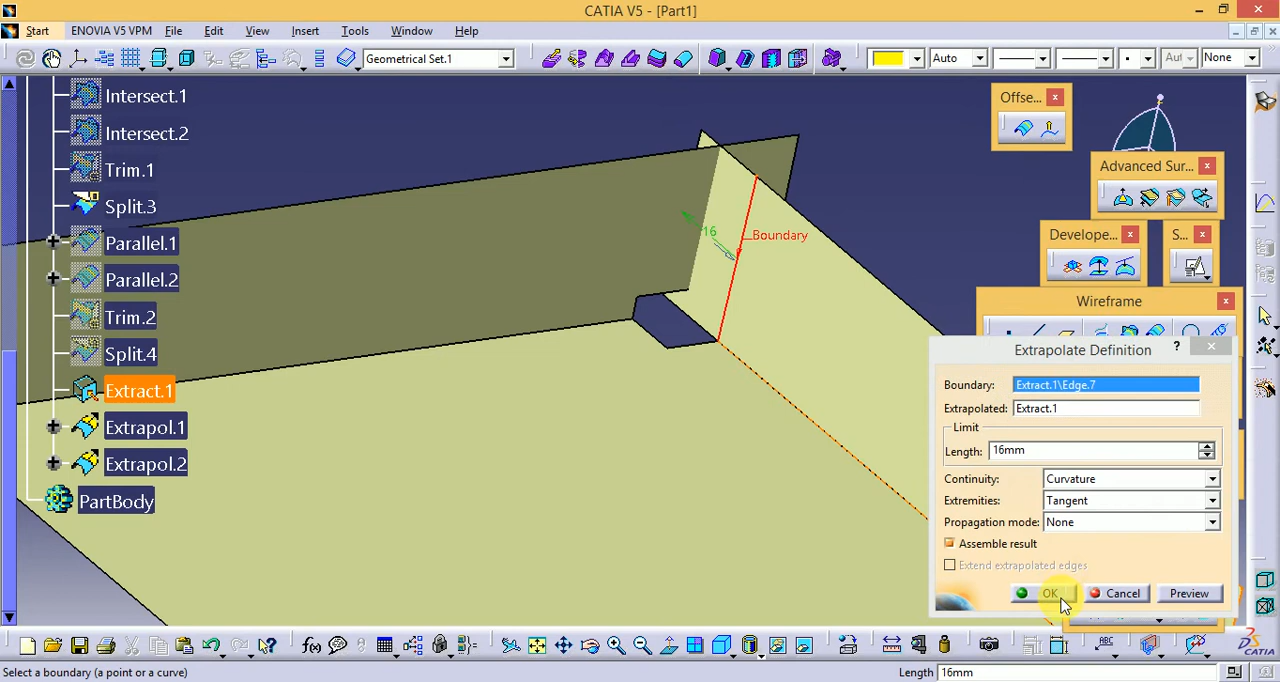 CATIA V5 - [Part1]
Start ENOVIA V5 VPM File Edit View Insert Tools Window Help
Geometrical Set.1 Auto Aut None
Intersect.1
Intersect.2
Trim.1
Split.3
Parallel.1
Parallel.2
Trim.2
Split.4
Extract.1
Extrapol.1
Extrapol.2
PartBody
16
Boundary
Offse...
Advanced Sur...
Develope... S...
Wireframe
Extrapolate Definition ?
Boundary: Extract.1\Edge.7
Extrapolated: Extract.1
Limit
Length: 16mm
Continuity: Curvature
Extremities: Tangent
Propagation mode: None
Assemble result
Extend extrapolated edges
OK Cancel Preview
f(x)
ABC
CATIA
Select a boundary (a point or a curve) Length 16mm